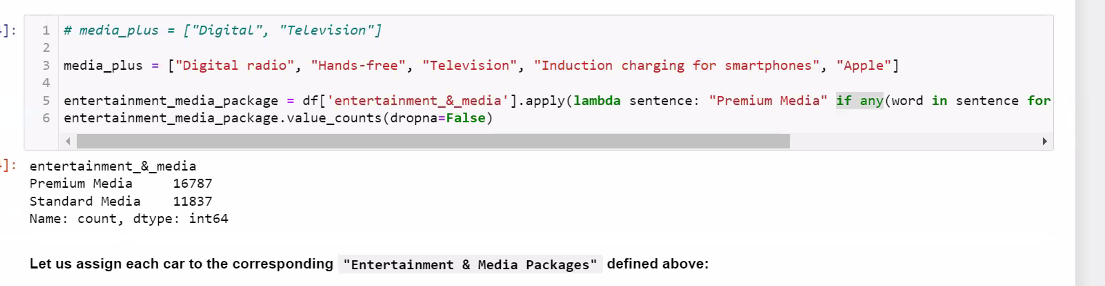 ]:
1 # media_plus = ["Digital", "Television"]
2
3 media_plus = ["Digital radio", "Hands-free", "Television", "Induction charging for smartphones", "Apple"]
4
5 entertainment_media_package = df['entertainment_&_media'].apply(lambda sentence: "Premium Media" if any(word in sentence for
6 entertainment_media_package.value_counts(dropna=False)
]:
entertainment_&_media
Premium Media 16787
Standard Media 11837
Name: count, dtype: int64
Let us assign each car to the corresponding "Entertainment & Media Packages" defined above: